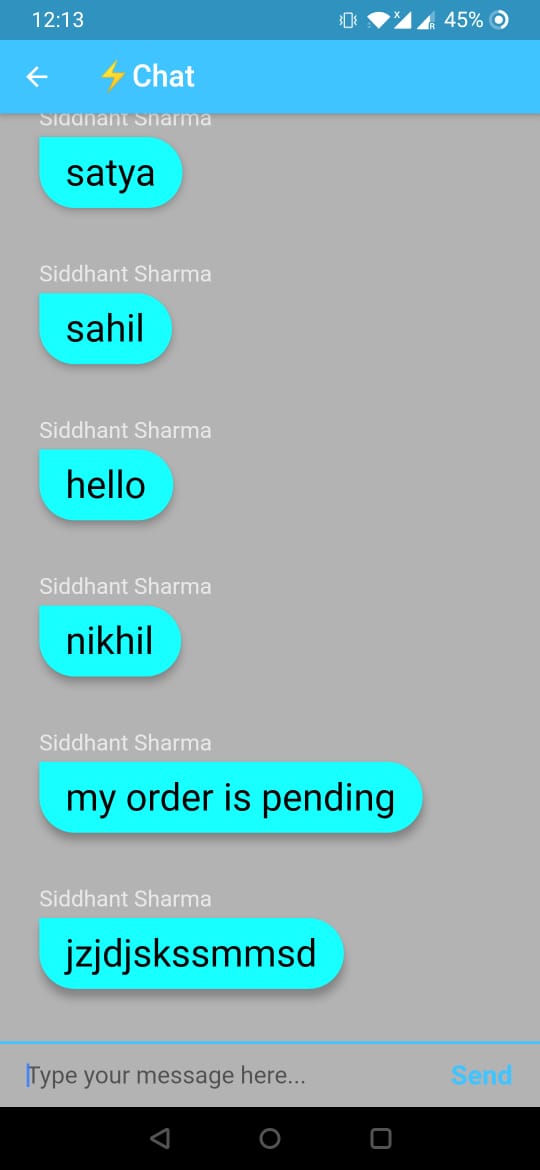 12:13
45%
⚡Chat
Siddhant Sharma
satya
Siddhant Sharma
sahil
Siddhant Sharma
hello
Siddhant Sharma
nikhil
Siddhant Sharma
my order is pending
Siddhant Sharma
jzjdjskssmmsd
Type your message here...
Send